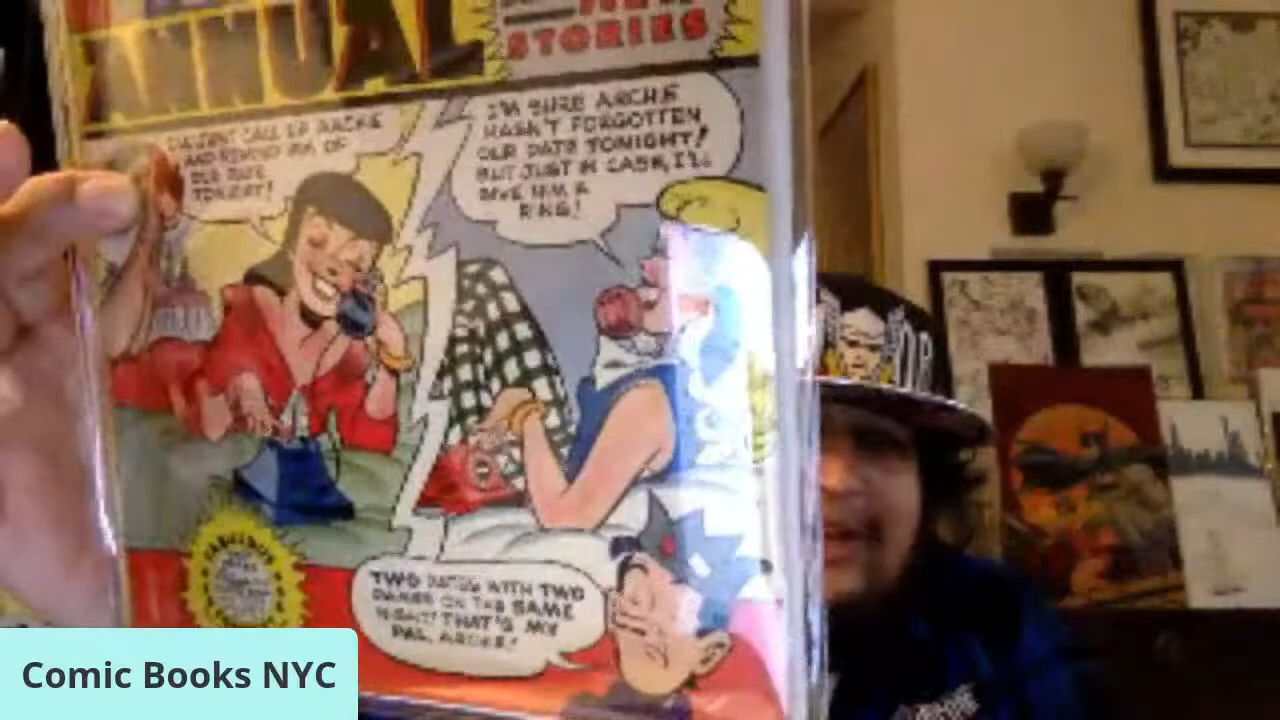 ANNUAL
STORIES
CALL UP ARCHIE
AND REMIND HIM OF
OUR DATE
TONIGHT!
I'M SURE ARCHIE
HASN'T FORGOTTEN
OUR DATE TONIGHT!
BUT JUST IN CASE, I'LL
GIVE HIM A
RING!
TWO DATES WITH TWO
DAMES ON THE SAME
NIGHT! THAT'S MY
PAL, ARCHIE!
Comic Books NYC